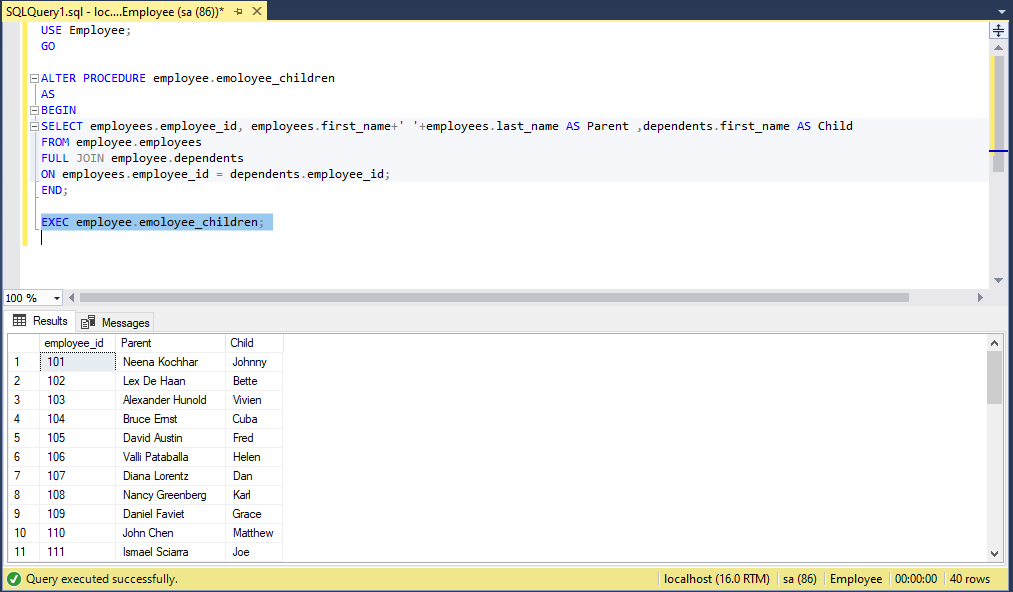 SQLQuery1.sql - loc....Employee (sa (86))*
USE Employee;
GO
ALTER PROCEDURE employee.emoloyee_children
AS
BEGIN
SELECT employees.employee_id, employees.first_name+' '+employees.last_name AS Parent ,dependents.first_name AS Child
FROM employee.employees
FULL JOIN employee.dependents
ON employees.employee_id = dependents.employee_id;
END;
EXEC employee.emoloyee_children;
100 %
Results Messages
employee_id Parent Child
1 101 Neena Kochhar Johnny
2 102 Lex De Haan Bette
3 103 Alexander Hunold Vivien
4 104 Bruce Ernst Cuba
5 105 David Austin Fred
6 106 Valli Pataballa Helen
7 107 Diana Lorentz Dan
8 108 Nancy Greenberg Karl
9 109 Daniel Faviet Grace
10 110 John Chen Matthew
11 111 Ismael Sciarra Joe
Query executed successfully. localhost (16.0 RTM) sa (86) Employee 00:00:00 40 rows